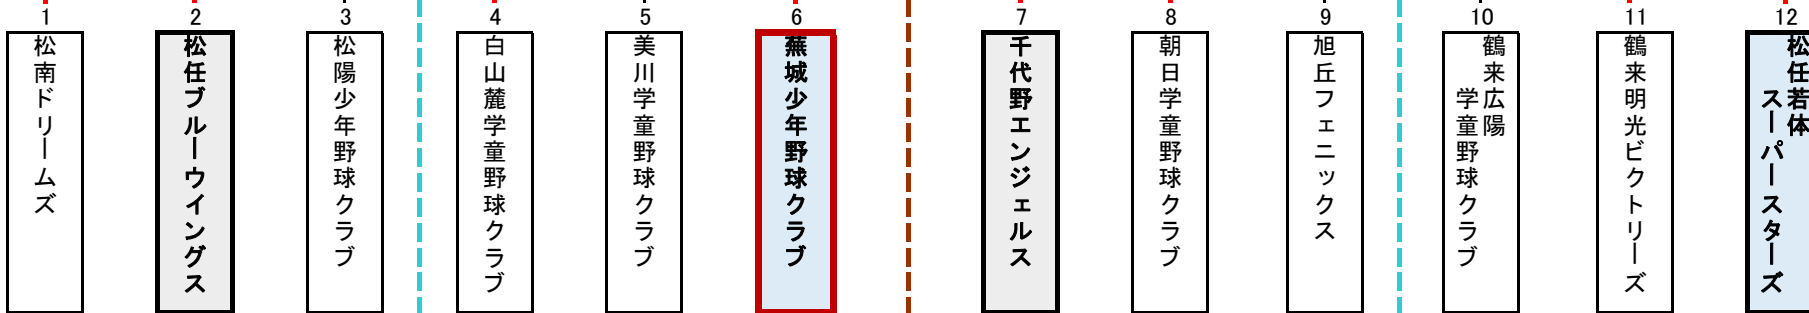 1
松南ドリームズ
2
松任ブルーウイングス
3
松陽少年野球クラブ
4
白山麓学童野球クラブ
5
美川学童野球クラブ
6
蕪城少年野球クラブ
7
千代野エンジェルス
8
朝日学童野球クラブ
9
旭丘フェニックス
10
鶴来広陽
学童野球クラブ
11
鶴来明光ビクトリーズ
12
松任若体
スーパースターズ